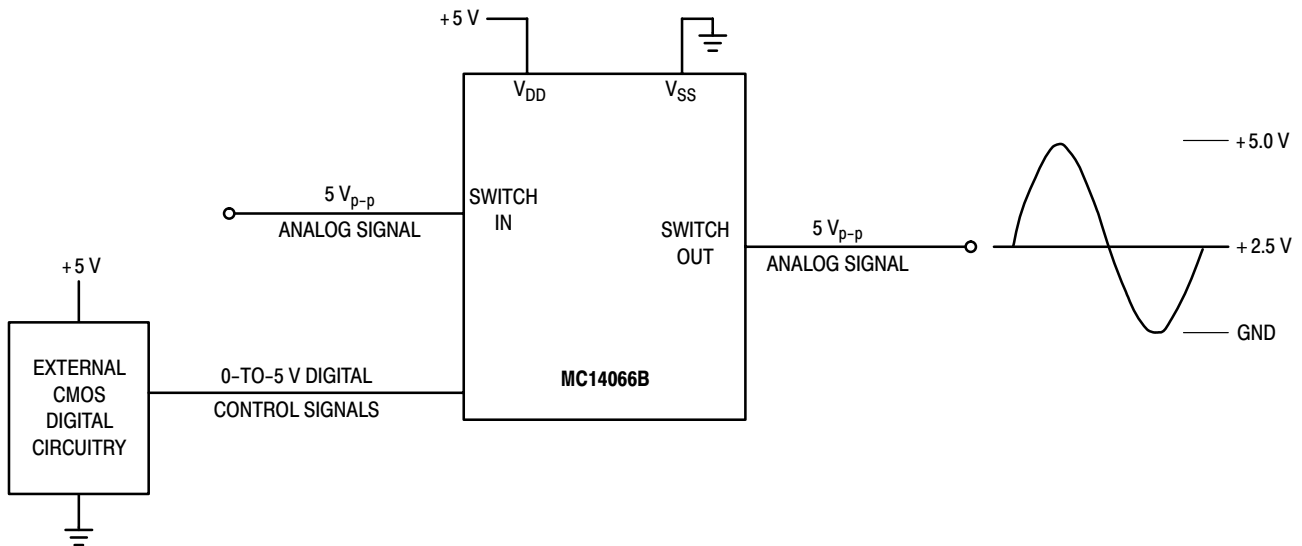 +5 V
VDD
VSS
5 Vp–p
ANALOG SIGNAL
SWITCH
IN
SWITCH
OUT
5 Vp–p
ANALOG SIGNAL
+5.0 V
+2.5 V
GND
+5 V
EXTERNAL
CMOS
DIGITAL
CIRCUITRY
0–TO–5 V DIGITAL
CONTROL SIGNALS
MC14066B